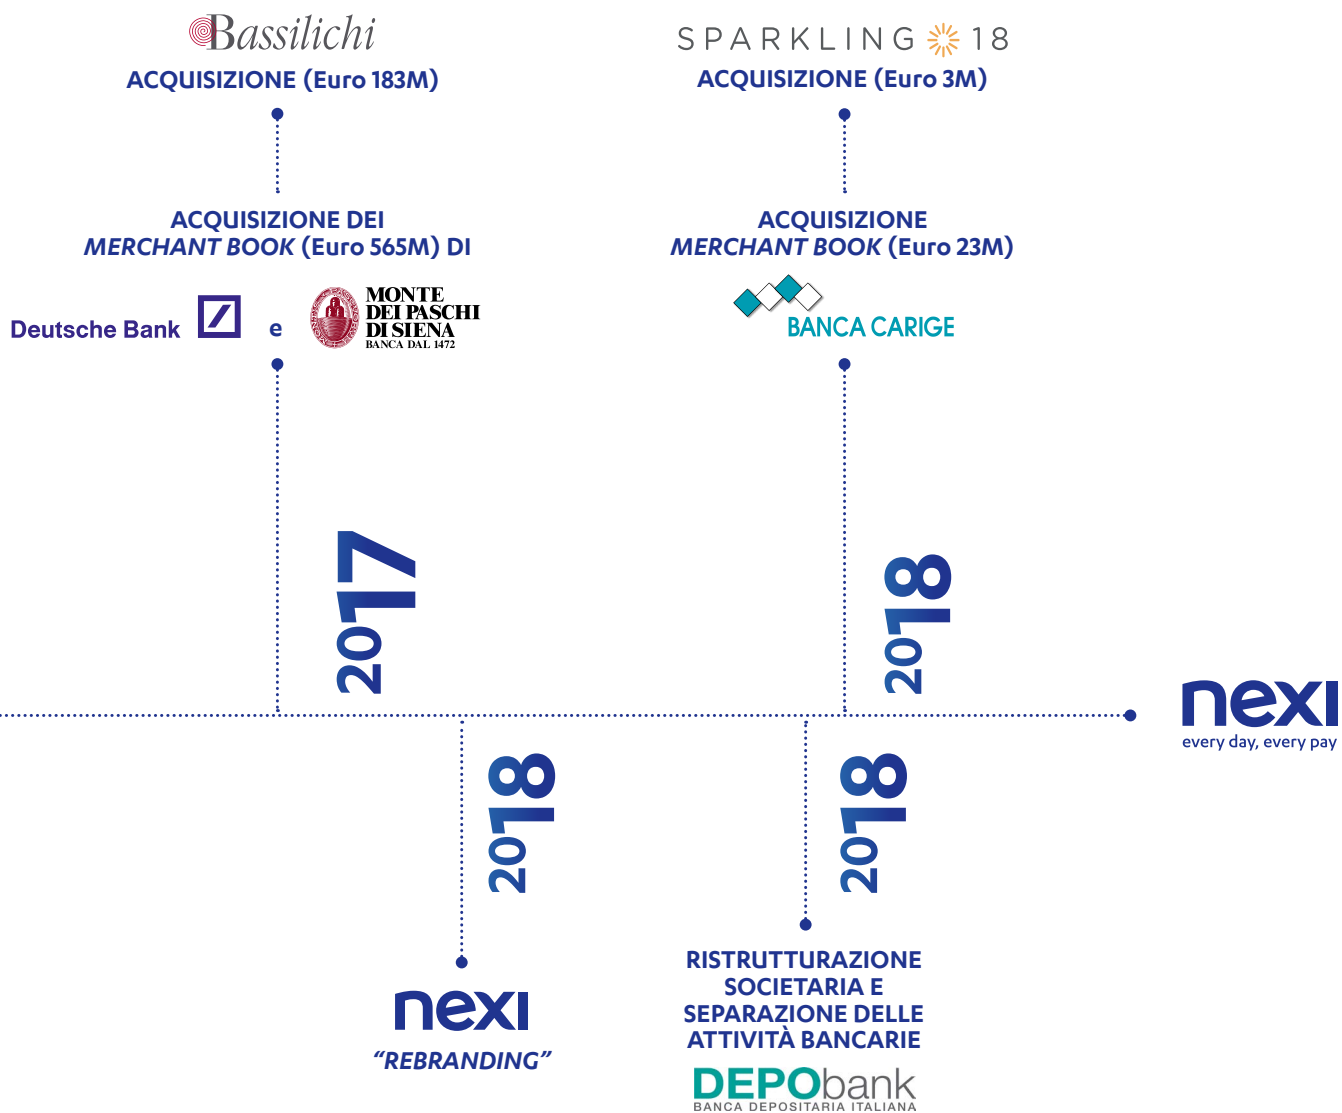 Bassilichi
ACQUISIZIONE (Euro 183M)
ACQUISIZIONE DEI
MERCHANT BOOK (Euro 565M) DI
Deutsche Bank
e
MONTE
DEI PASCHI
DI SIENA
BANCA DAL 1472
2017
SPARKLING 18
ACQUISIZIONE (Euro 3M)
ACQUISIZIONE
MERCHANT BOOK (Euro 23M)
BANCA CARIGE
2018
nexi
every day, every pay
2018
nexi
“REBRANDING”
2018
RISTRUTTURAZIONE
SOCIETARIA E
SEPARAZIONE DELLE
ATTIVITÀ BANCARIE
DEPObank
BANCA DEPOSITARIA ITALIANA